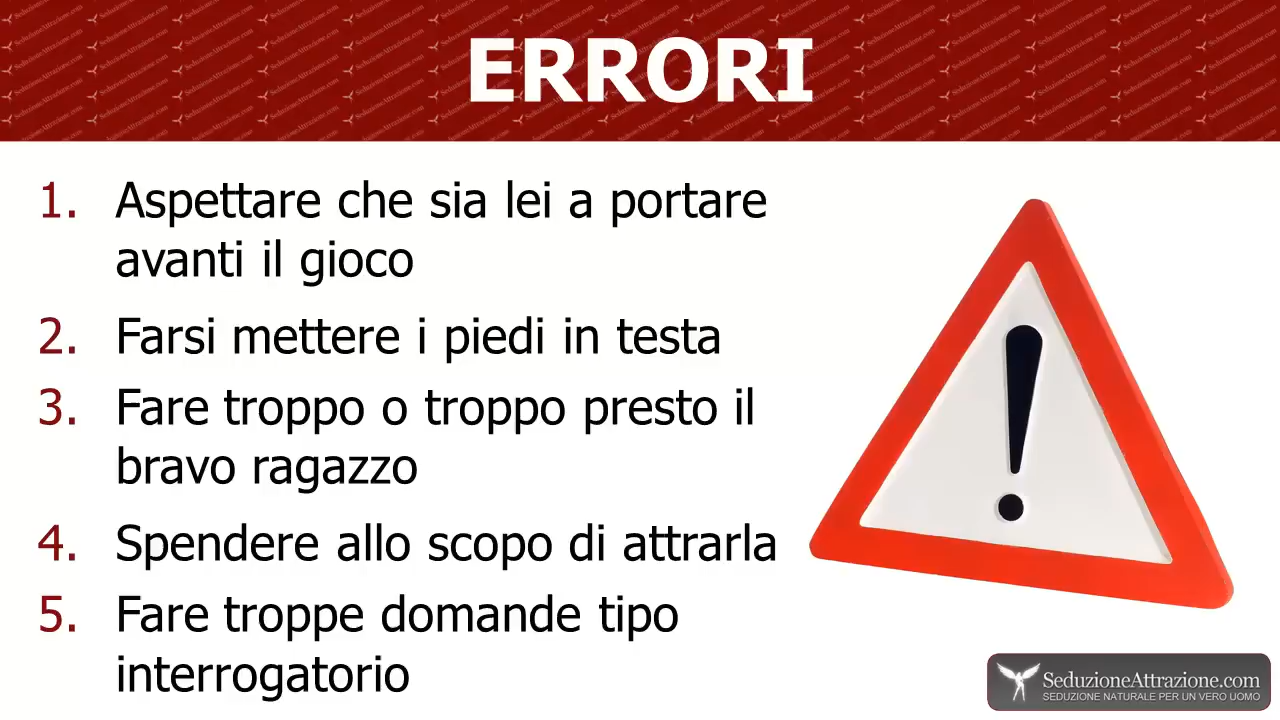 ERRORI
1. Aspettare che sia lei a portare
avanti il gioco
2. Farsi mettere i piedi in testa
3. Fare troppo o troppo presto il
bravo ragazzo
4. Spendere allo scopo di attrarla
5. Fare troppe domande tipo
interrogatorio
SeduzioneAttrazione.com
SEDUZIONE NATURALE PER UN VERO UOMO